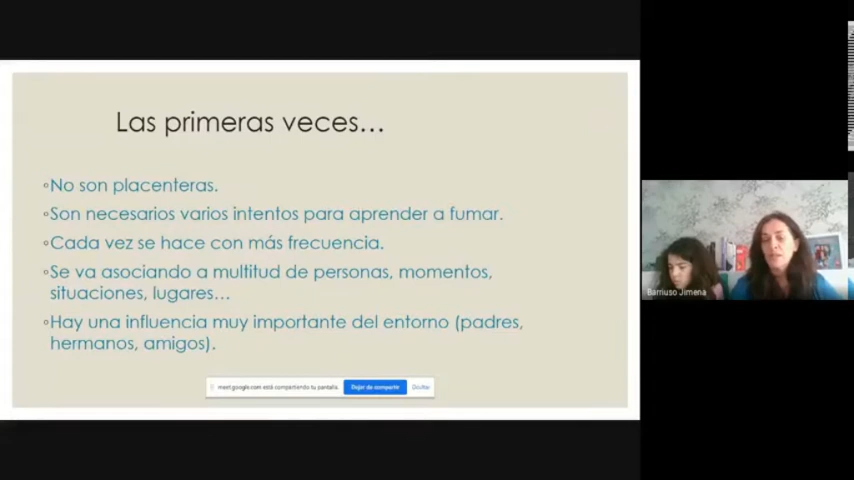 Las primeras veces...
◦No son placenteras.
◦Son necesarios varios intentos para aprender a fumar.
◦Cada vez se hace con más frecuencia.
◦Se va asociando a multitud de personas, momentos,
situaciones, lugares...
◦Hay una influencia muy importante del entorno (padres,
hermanos, amigos).
meet.google.com está compartiendo tu pantalla.
Dejar de compartir
Ocultar
Barriuso Jimena